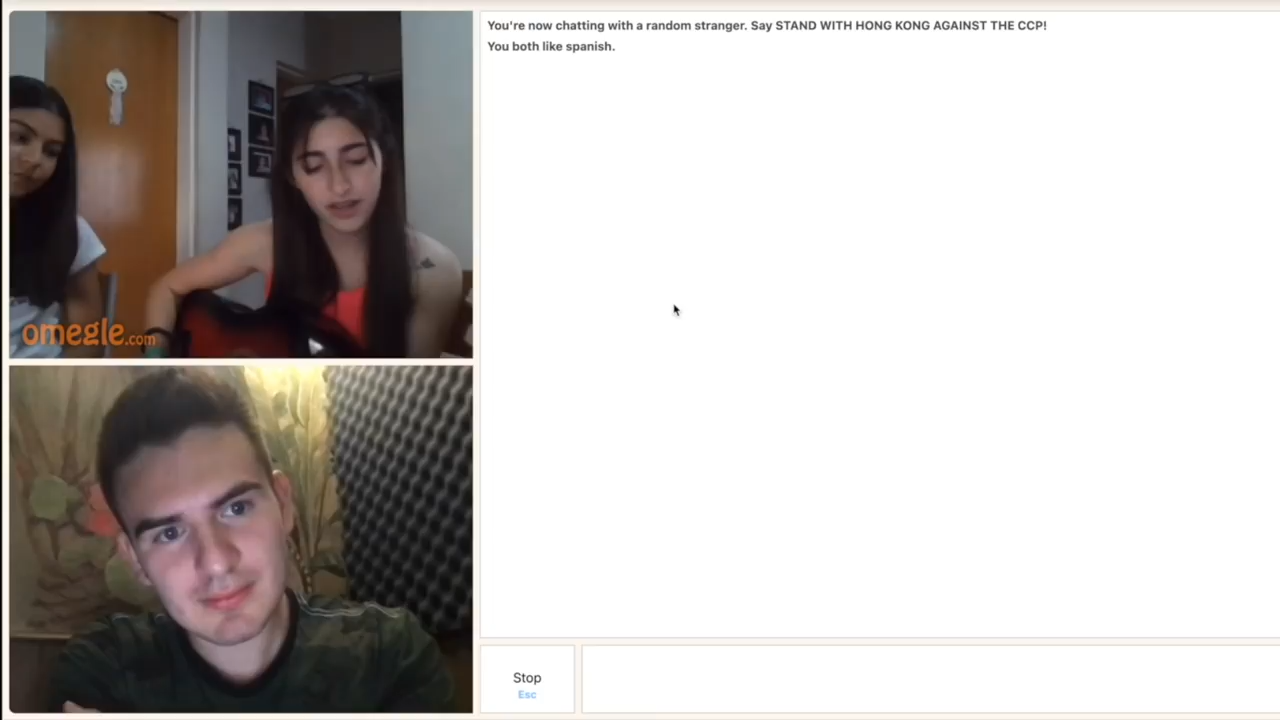 You're now chatting with a random stranger. Say STAND WITH HONG KONG AGAINST THE CCP!
You both like spanish.
omegle.com
Stop
Esc